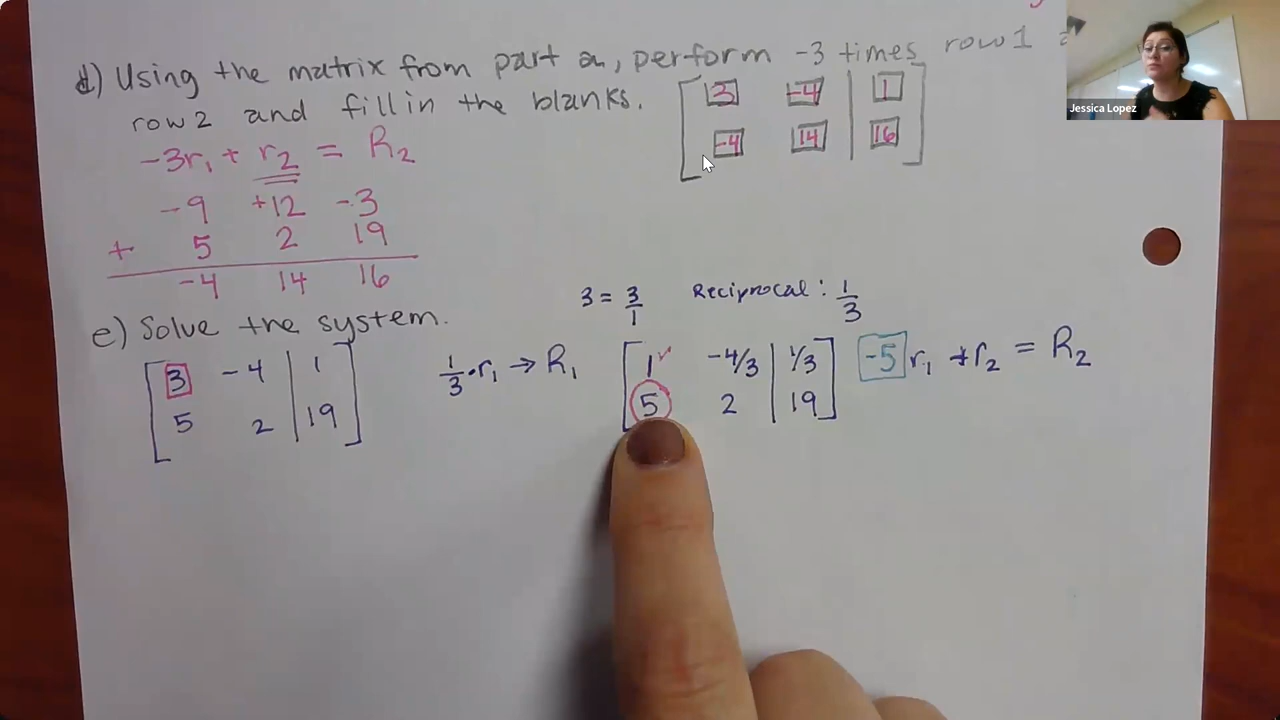 d) Using the matrix from part a, perform -3 times row 1
row 2 and fill in the blanks.
[ 3 -4 | 1 ]
[ -4 14 | 16 ]
-3r₁ + r₂ = R₂
-9 +12 -3
+ 5 2 19
-4 14 16
e) Solve the system.
3 = 3/1 Reciprocal: 1/3
[ 3 -4 | 1 ]
[ 5 2 | 19 ]
1/3 · r₁ → R₁
[ 1 -4/3 | 1/3 ]
[ 5 2 | 19 ]
-5 r₁ + r₂ = R₂
Jessica Lopez